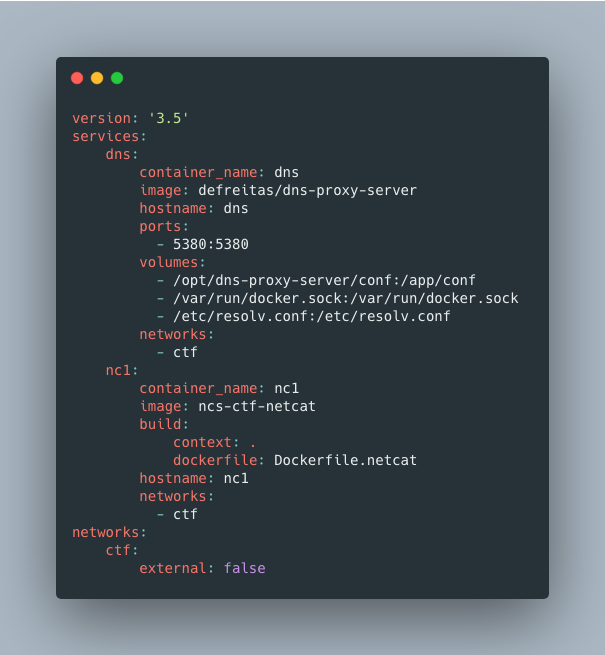 version: '3.5'
services:
    dns:
        container_name: dns
        image: defreitas/dns-proxy-server
        hostname: dns
        ports:
          - 5380:5380
        volumes:
          - /opt/dns-proxy-server/conf:/app/conf
          - /var/run/docker.sock:/var/run/docker.sock
          - /etc/resolv.conf:/etc/resolv.conf
        networks:
          - ctf
    nc1:
        container_name: nc1
        image: ncs-ctf-netcat
        build:
            context: .
            dockerfile: Dockerfile.netcat
        hostname: nc1
        networks:
          - ctf
networks:
    ctf:
        external: false